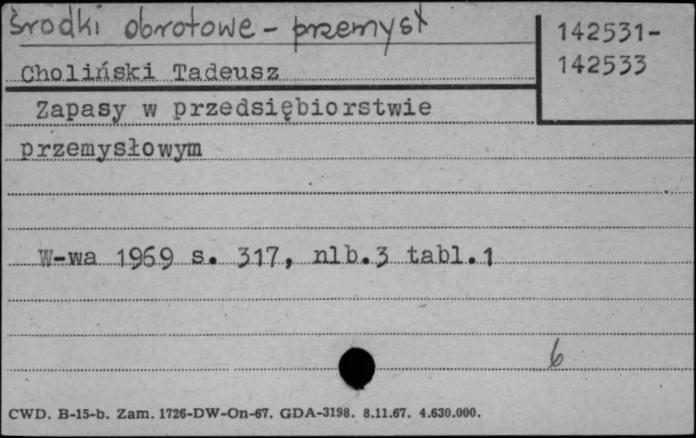 Środki obrotowe - przemysł
142531-
142533
Choliński Tadeusz
Zapasy w przedsiębiorstwie
przemysłowym
W-wa 1969 s. 317, nlb.3 tabl.1
6
CWD. B-15-b. Zam. 1726-DW-On-67. GDA-3198. 8.11.67. 4.630.000.